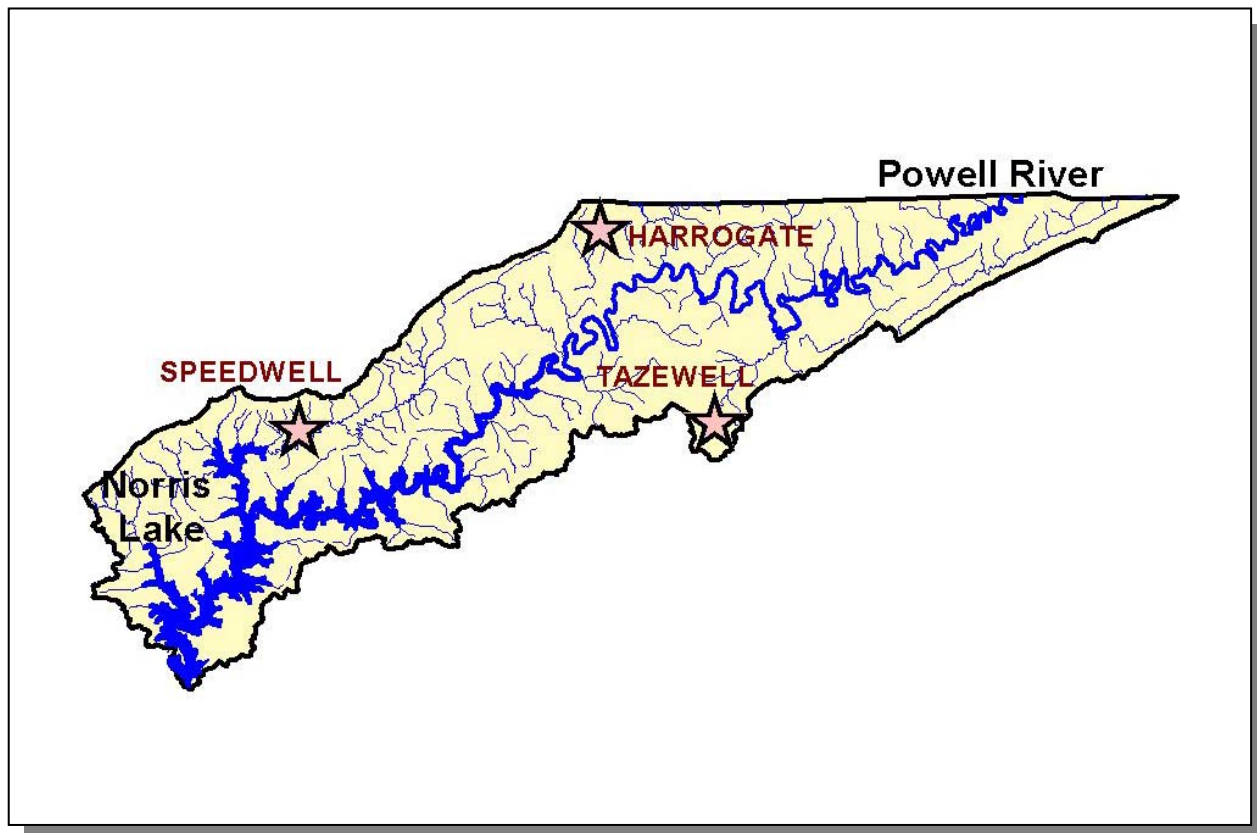 Powell River
HARROGATE
SPEEDWELL
TAZEWELL
Norris
Lake